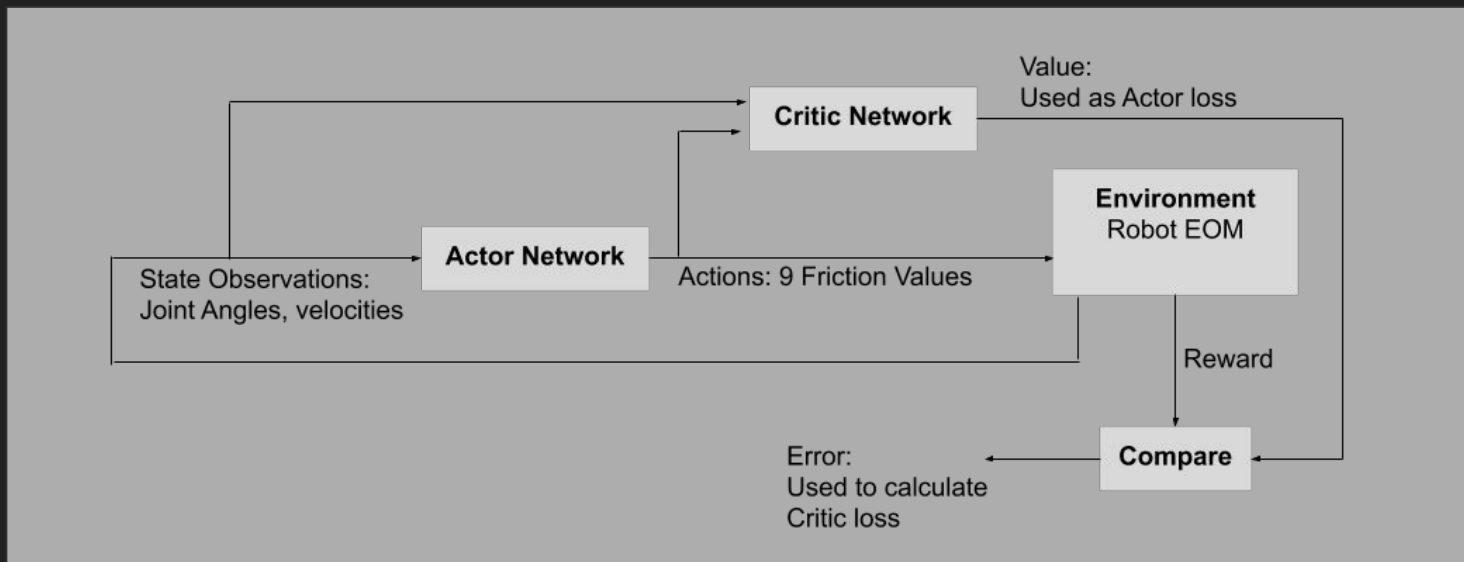 Value:
Used as Actor loss
Critic Network
Environment
Robot EOM
Actor Network
State Observations:
Joint Angles, velocities
Actions: 9 Friction Values
Reward
Compare
Error:
Used to calculate
Critic loss